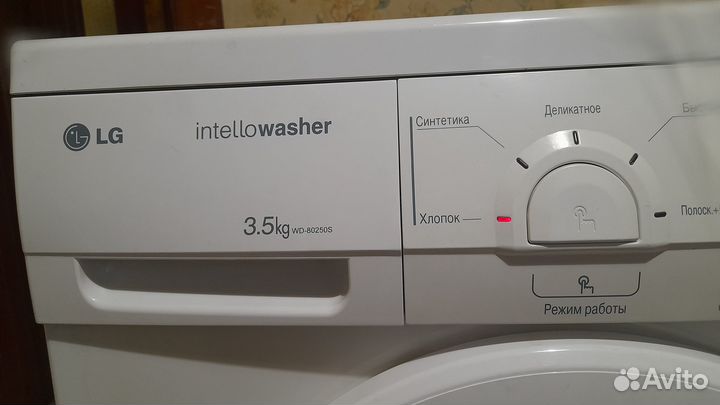 LG
intellowasher
3.5kg WD-80250S
Синтетика
Деликатное
Хлопок
Полоск.+
Режим работы
Avito